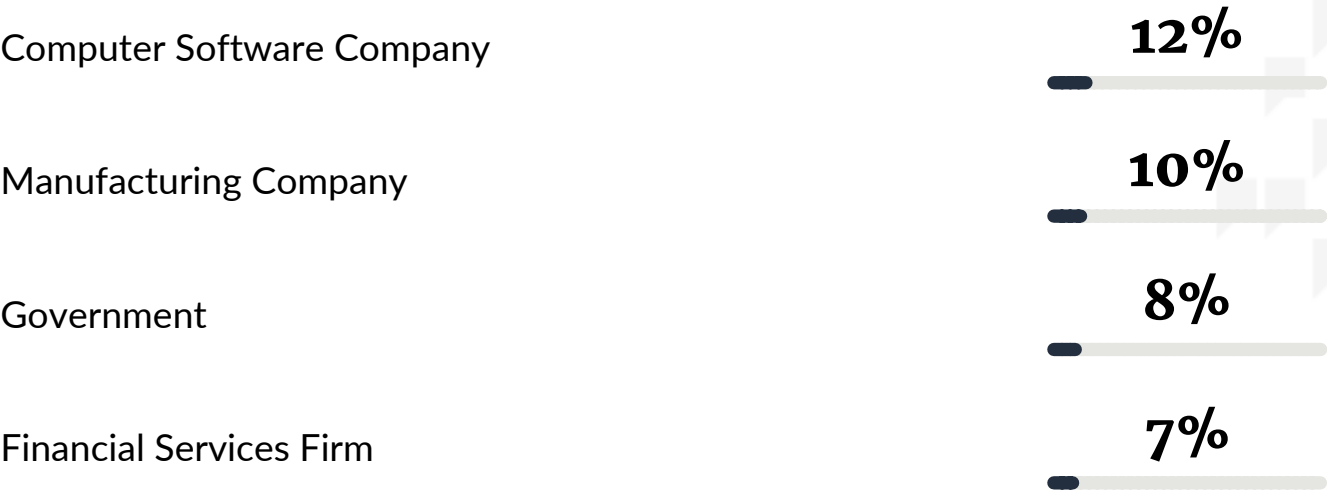 Computer Software Company 12%
Manufacturing Company 10%
Government 8%
Financial Services Firm 7%